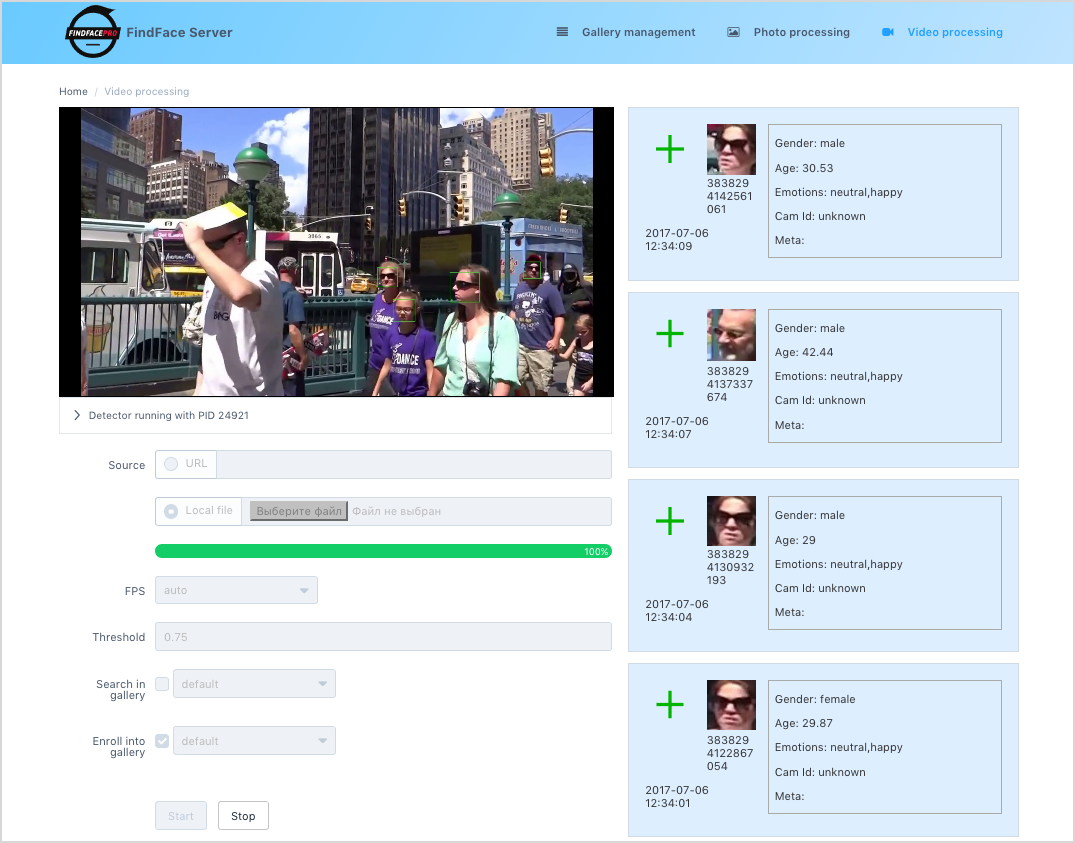 FINDFACEPRO
FindFace Server
Gallery management
Photo processing
Video processing
Home / Video processing
3865
DANCE
DANCE
Detector running with PID 24921
Source
URL
Local file
Выберите файл
Файл не выбран
100%
FPS
auto
Threshold
0.75
Search in
gallery
default
Enroll into
gallery
default
Start
Stop
383829
4142561
061
2017-07-06
12:34:09
Gender: male
Age: 30.53
Emotions: neutral,happy
Cam Id: unknown
Meta:
383829
4137337
674
2017-07-06
12:34:07
Gender: male
Age: 42.44
Emotions: neutral,happy
Cam Id: unknown
Meta:
383829
4130932
193
2017-07-06
12:34:04
Gender: male
Age: 29
Emotions: neutral,happy
Cam Id: unknown
Meta:
383829
4122867
054
2017-07-06
12:34:01
Gender: female
Age: 29.87
Emotions: neutral,happy
Cam Id: unknown
Meta: